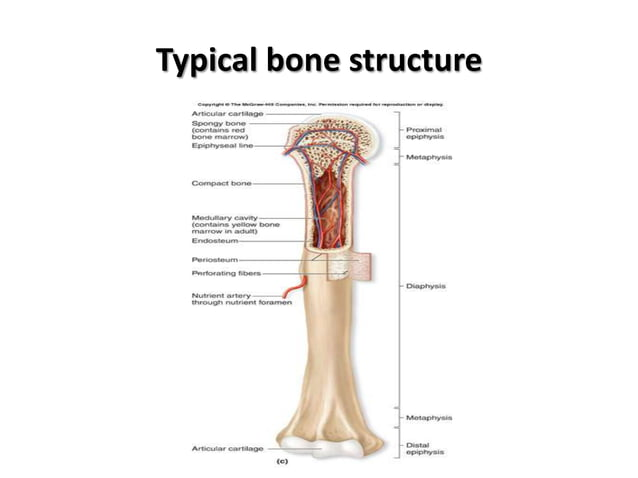 Typical bone structure
Copyright © The McGraw-Hill Companies, Inc. Permission required for reproduction or display.
Articular cartilage
Spongy bone
(contains red
bone marrow)
Epiphyseal line
Compact bone
Medullary cavity
(contains yellow bone
marrow in adult)
Endosteum
Periosteum
Perforating fibers
Nutrient artery
through nutrient foramen
Articular cartilage
(c)
Proximal
epiphysis
Metaphysis
Diaphysis
Metaphysis
Distal
epiphysis